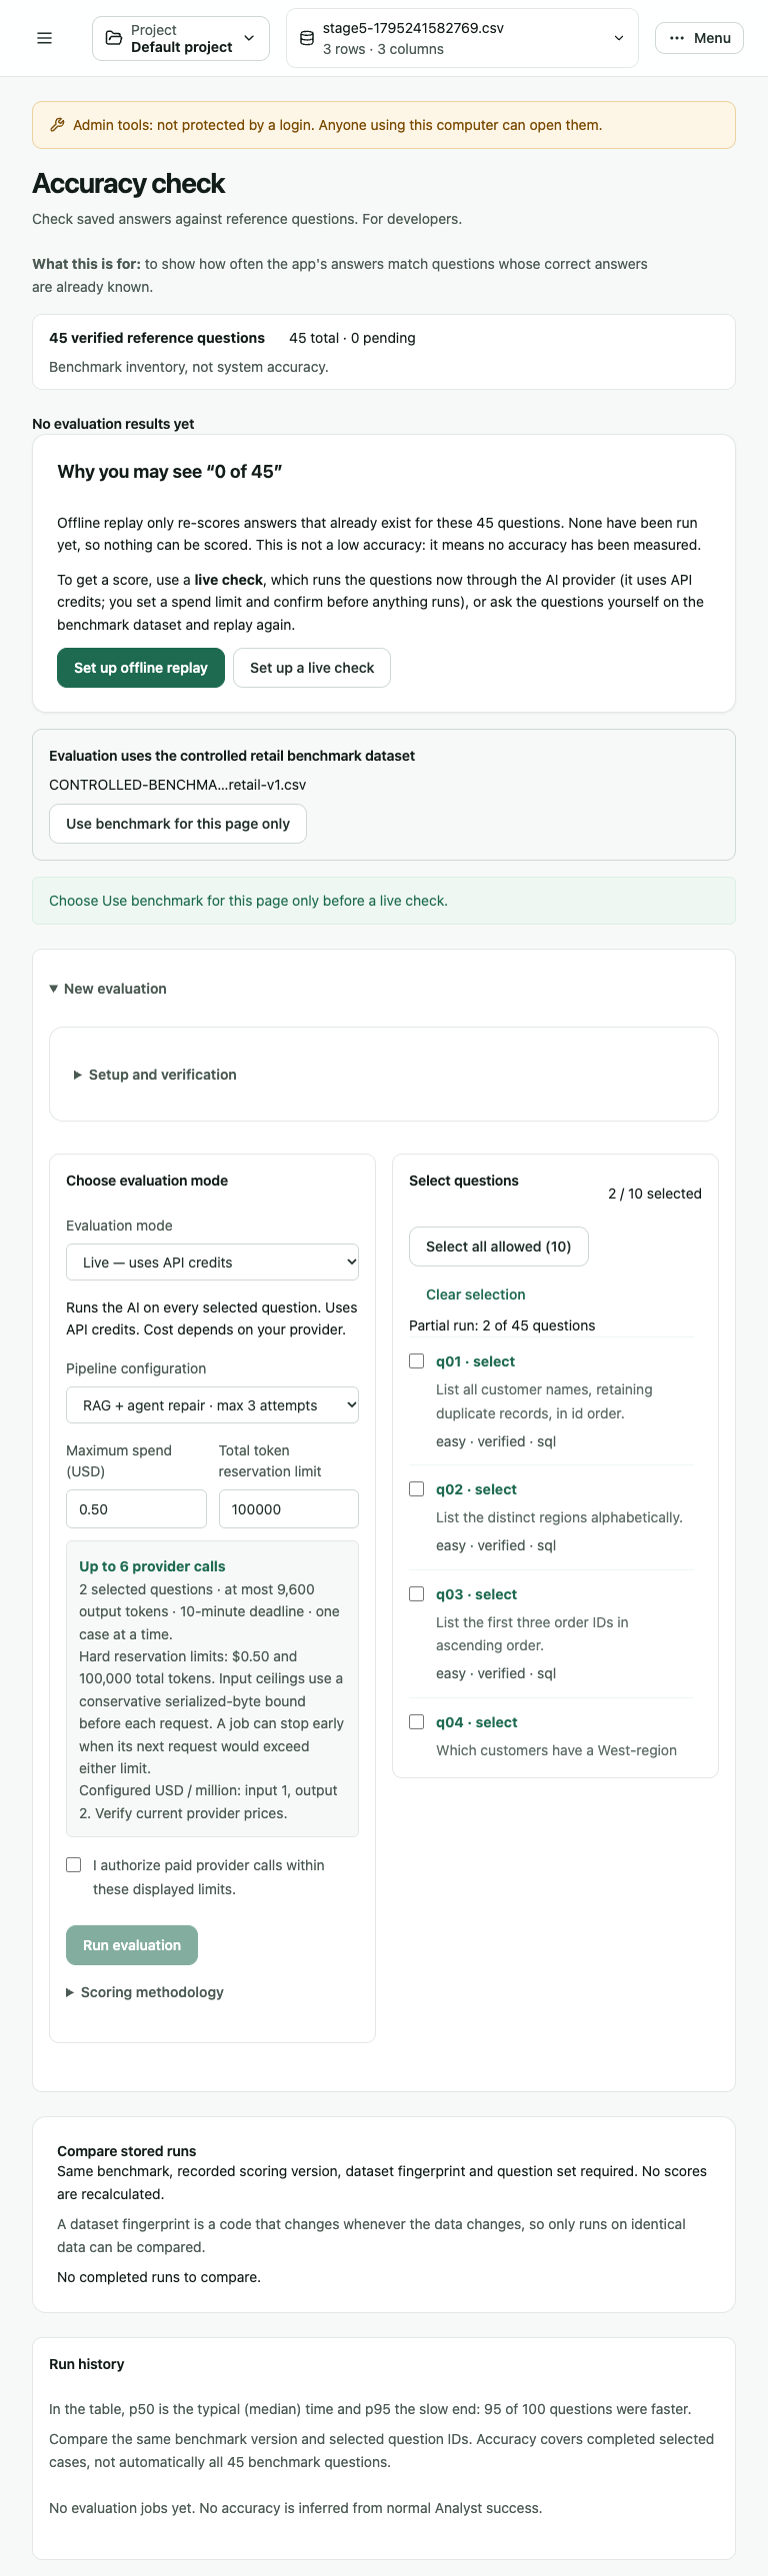 Project
Default project
stage5-1795241582769.csv
3 rows · 3 columns
Menu
Admin tools: not protected by a login. Anyone using this computer can open them.
Accuracy check
Check saved answers against reference questions. For developers.
What this is for: to show how often the app's answers match questions whose correct answers
are already known.
45 verified reference questions
45 total · 0 pending
Benchmark inventory, not system accuracy.
No evaluation results yet
Why you may see “0 of 45”
Offline replay only re-scores answers that already exist for these 45 questions. None have been run
yet, so nothing can be scored. This is not a low accuracy: it means no accuracy has been measured.
To get a score, use a live check, which runs the questions now through the AI provider (it uses API
credits; you set a spend limit and confirm before anything runs), or ask the questions yourself on the
benchmark dataset and replay again.
Set up offline replay
Set up a live check
Evaluation uses the controlled retail benchmark dataset
CONTROLLED-BENCHMA...retail-v1.csv
Use benchmark for this page only
Choose Use benchmark for this page only before a live check.
New evaluation
Setup and verification
Choose evaluation mode
Evaluation mode
Live — uses API credits
Runs the AI on every selected question. Uses
API credits. Cost depends on your provider.
Pipeline configuration
RAG + agent repair · max 3 attempts
Maximum spend
(USD)
Total token
reservation limit
0.50
100000
Up to 6 provider calls
2 selected questions · at most 9,600
output tokens · 10-minute deadline · one
case at a time.
Hard reservation limits: $0.50 and
100,000 total tokens. Input ceilings use a
conservative serialized-byte bound
before each request. A job can stop early
when its next request would exceed
either limit.
Configured USD / million: input 1, output
2. Verify current provider prices.
I authorize paid provider calls within
these displayed limits.
Run evaluation
Scoring methodology
Select questions
2 / 10 selected
Select all allowed (10)
Clear selection
Partial run: 2 of 45 questions
q01 · select
List all customer names, retaining
duplicate records, in id order.
easy · verified · sql
q02 · select
List the distinct regions alphabetically.
easy · verified · sql
q03 · select
List the first three order IDs in
ascending order.
easy · verified · sql
q04 · select
Which customers have a West-region
Compare stored runs
Same benchmark, recorded scoring version, dataset fingerprint and question set required. No scores
are recalculated.
A dataset fingerprint is a code that changes whenever the data changes, so only runs on identical
data can be compared.
No completed runs to compare.
Run history
In the table, p50 is the typical (median) time and p95 the slow end: 95 of 100 questions were faster.
Compare the same benchmark version and selected question IDs. Accuracy covers completed selected
cases, not automatically all 45 benchmark questions.
No evaluation jobs yet. No accuracy is inferred from normal Analyst success.